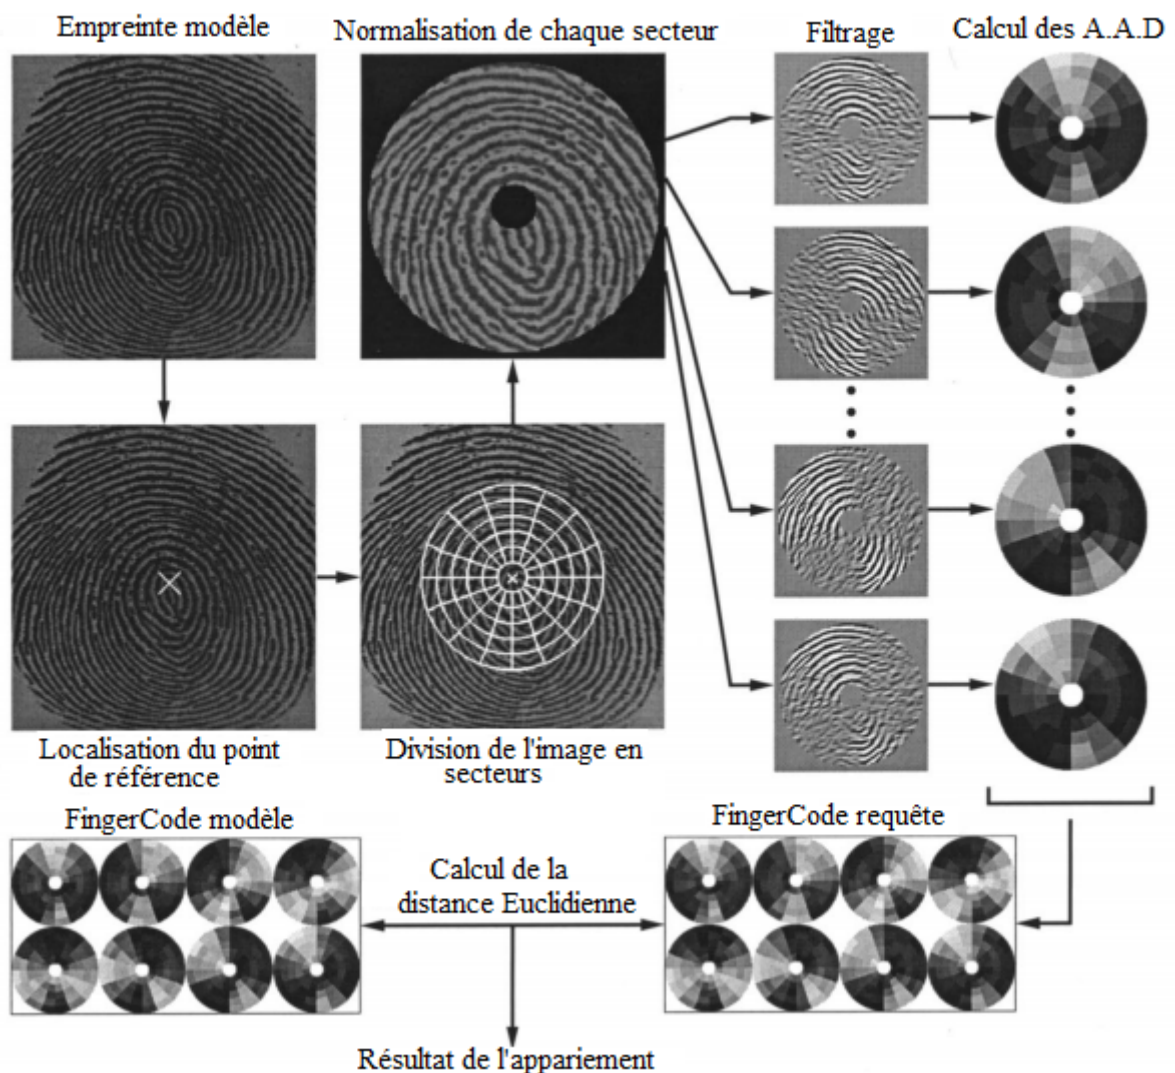 Empreinte modèle
Normalisation de chaque secteur
Filtrage
Calcul des A.A.D
Localisation du point
de référence
Division de l'image en
secteurs
FingerCode modèle
FingerCode requête
Calcul de la
distance Euclidienne
Résultat de l'appariement